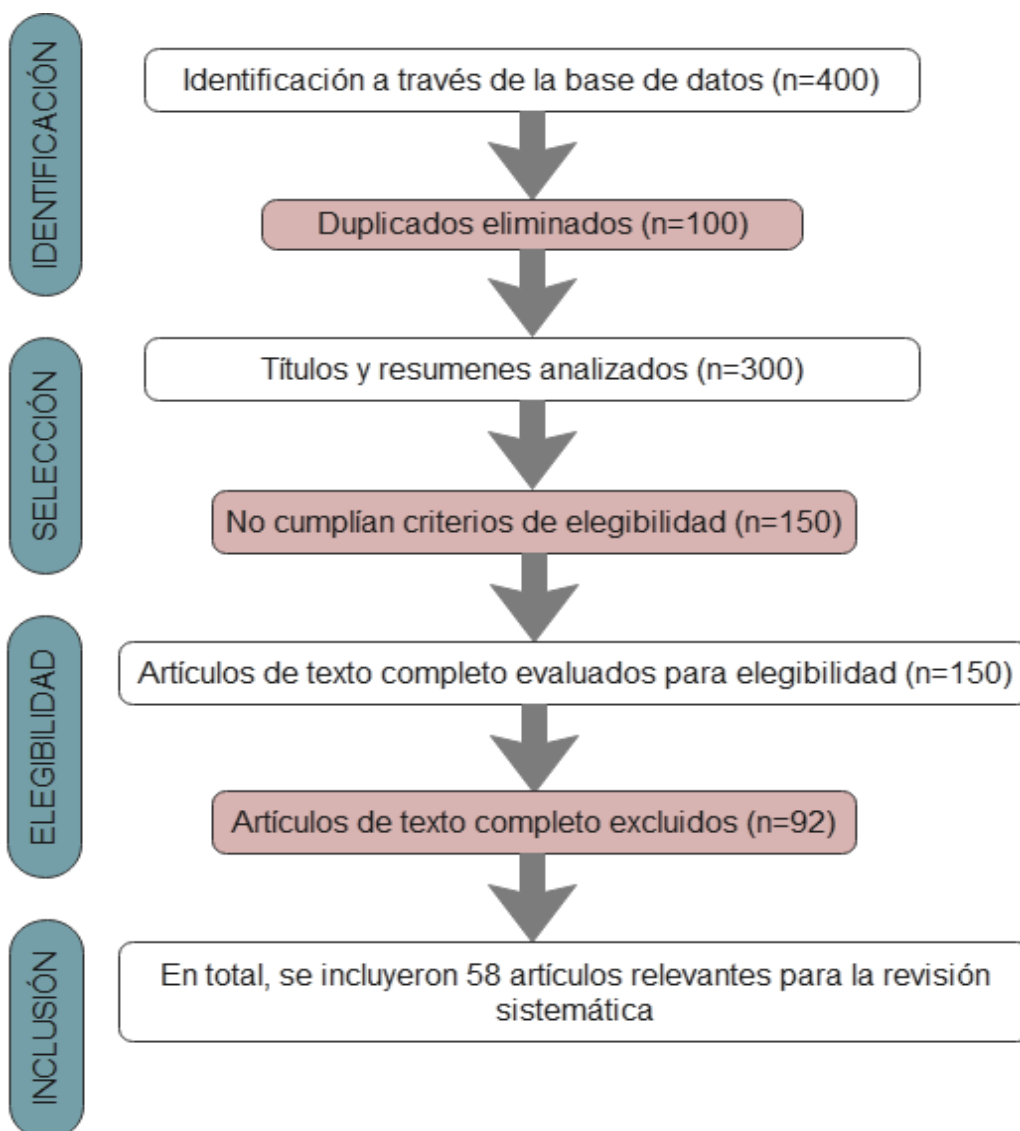 IDENTIFICACIÓN
Identificación a través de la base de datos (n=400)
Duplicados eliminados (n=100)
SELECCIÓN
Títulos y resumenes analizados (n=300)
No cumplían criterios de elegibilidad (n=150)
ELEGIBILIDAD
Artículos de texto completo evaluados para elegibilidad (n=150)
Artículos de texto completo excluidos (n=92)
INCLUSIÓN
En total, se incluyeron 58 artículos relevantes para la revisión
sistemática